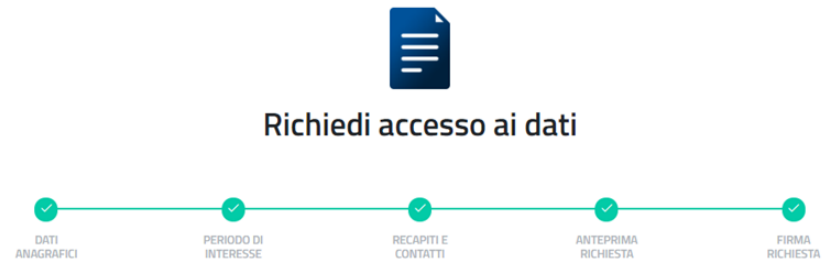 Richiedi accesso ai dati
DATI
ANAGRAFICI
PERIODO DI
INTERESSE
RECAPITI E
CONTATTI
ANTEPRIMA
RICHIESTA
FIRMA
RICHIESTA